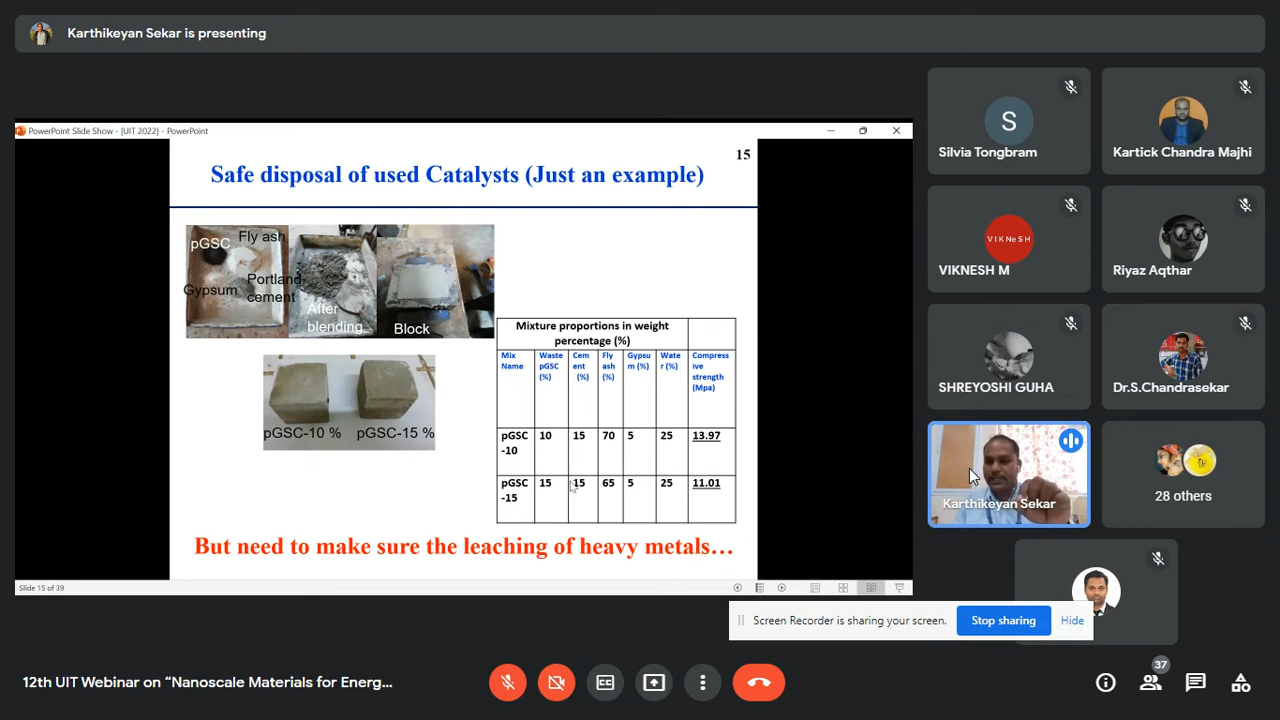 Karthikeyan Sekar is presenting
PowerPoint Slide Show - [UIT 2022] - PowerPoint
15
Safe disposal of used Catalysts (Just an example)
pGSC
Fly ash
Gypsum
Portland
cement
After
blending
Block
pGSC-10 %
pGSC-15 %
Mixture proportions in weight
percentage (%)
Mix
Name
Waste
pGSC
(%)
Cem
ent
(%)
Fly
ash
(%)
Gypsu
m (%)
Wate
r (%)
Compress
ive
strength
(Mpa)
pGSC
-10
10
15
70
5
25
13.97
pGSC
-15
15
15
65
5
25
11.01
But need to make sure the leaching of heavy metals…
Slide 15 of 39
S
Silvia Tongbram
Kartick Chandra Majhi
VIKNeSH
VIKNESH M
Riyaz Aqthar
SHREYOSHI GUHA
Dr.S.Chandrasekar
Karthikeyan Sekar
28 others
Screen Recorder is sharing your screen.
Stop sharing
Hide
12th UIT Webinar on “Nanoscale Materials for Energ...
CC
37